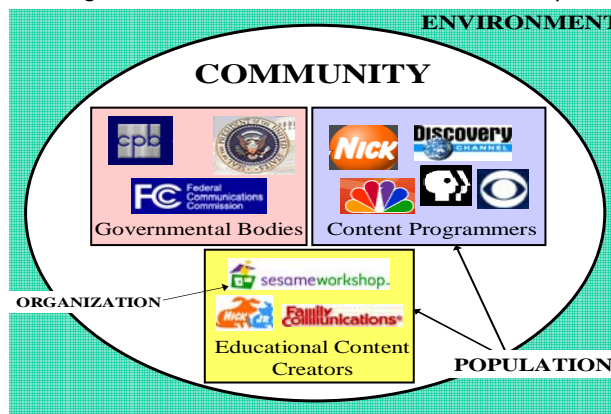 ENVIRONMENT
COMMUNITY
cpb
NICK
DISCOVERY
CHANNEL
FC Federal
Communications
Commission
Governmental Bodies
Content Programmers
sesameworkshop.
ORGANIZATION
NICK JR
Family
Communications
Educational Content
Creators
POPULATION